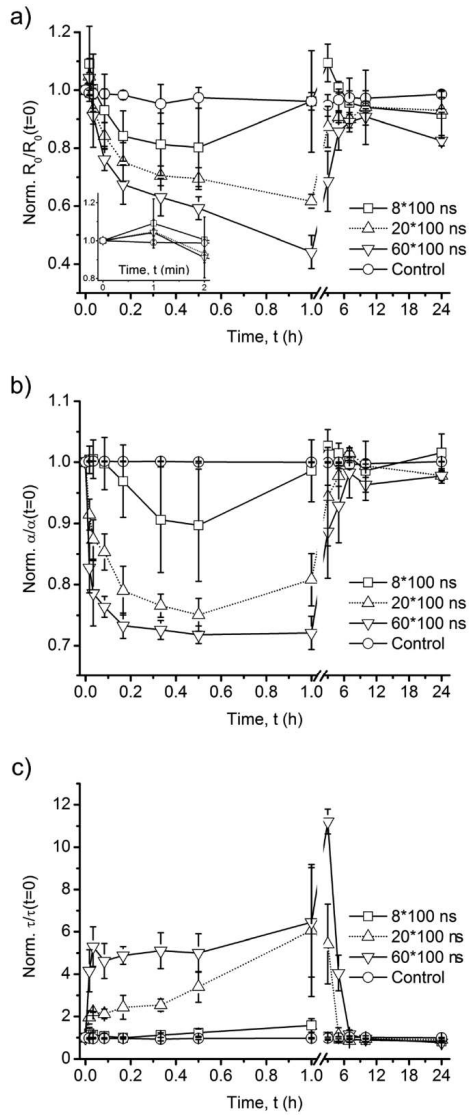 a)
Norm. R₀/R₀(t=0)
1.2
1.0
0.8
0.6
0.4
1.2
1.0
0.8
0
1
2
Time, t (min)
8*100 ns
20*100 ns
60*100 ns
Control
0.0 0.2 0.4 0.6 0.8 1.0 6 12 18 24
Time, t (h)
b)
Norm. α/α(t=0)
1.1
1.0
0.9
0.8
0.7
8*100 ns
20*100 ns
60*100 ns
Control
0.0 0.2 0.4 0.6 0.8 1.0 6 12 18 24
Time, t (h)
c)
Norm. τ/τ(t=0)
12
10
8
6
4
2
0
8*100 ns
20*100 ns
60*100 ns
Control
0.0 0.2 0.4 0.6 0.8 1.0 6 12 18 24
Time, t (h)